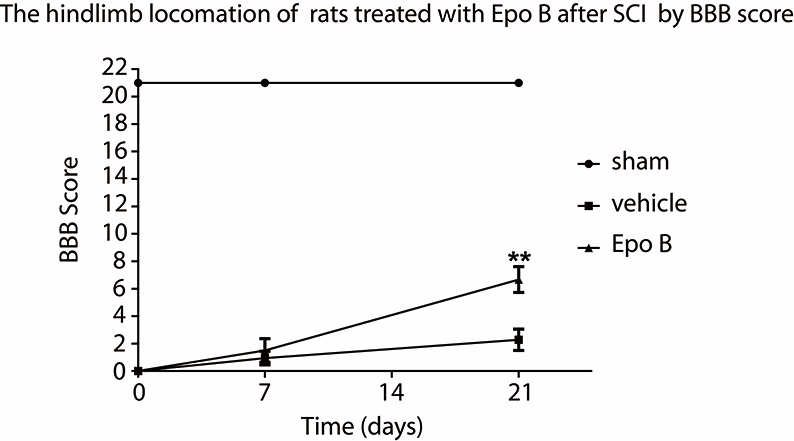 The hindlimb locomation of rats treated with Epo B after SCI by BBB score
22
20
18
16
14
12
10
8
6
4
2
0
BBB Score
**
sham
vehicle
Epo B
0 7 14 21
Time (days)